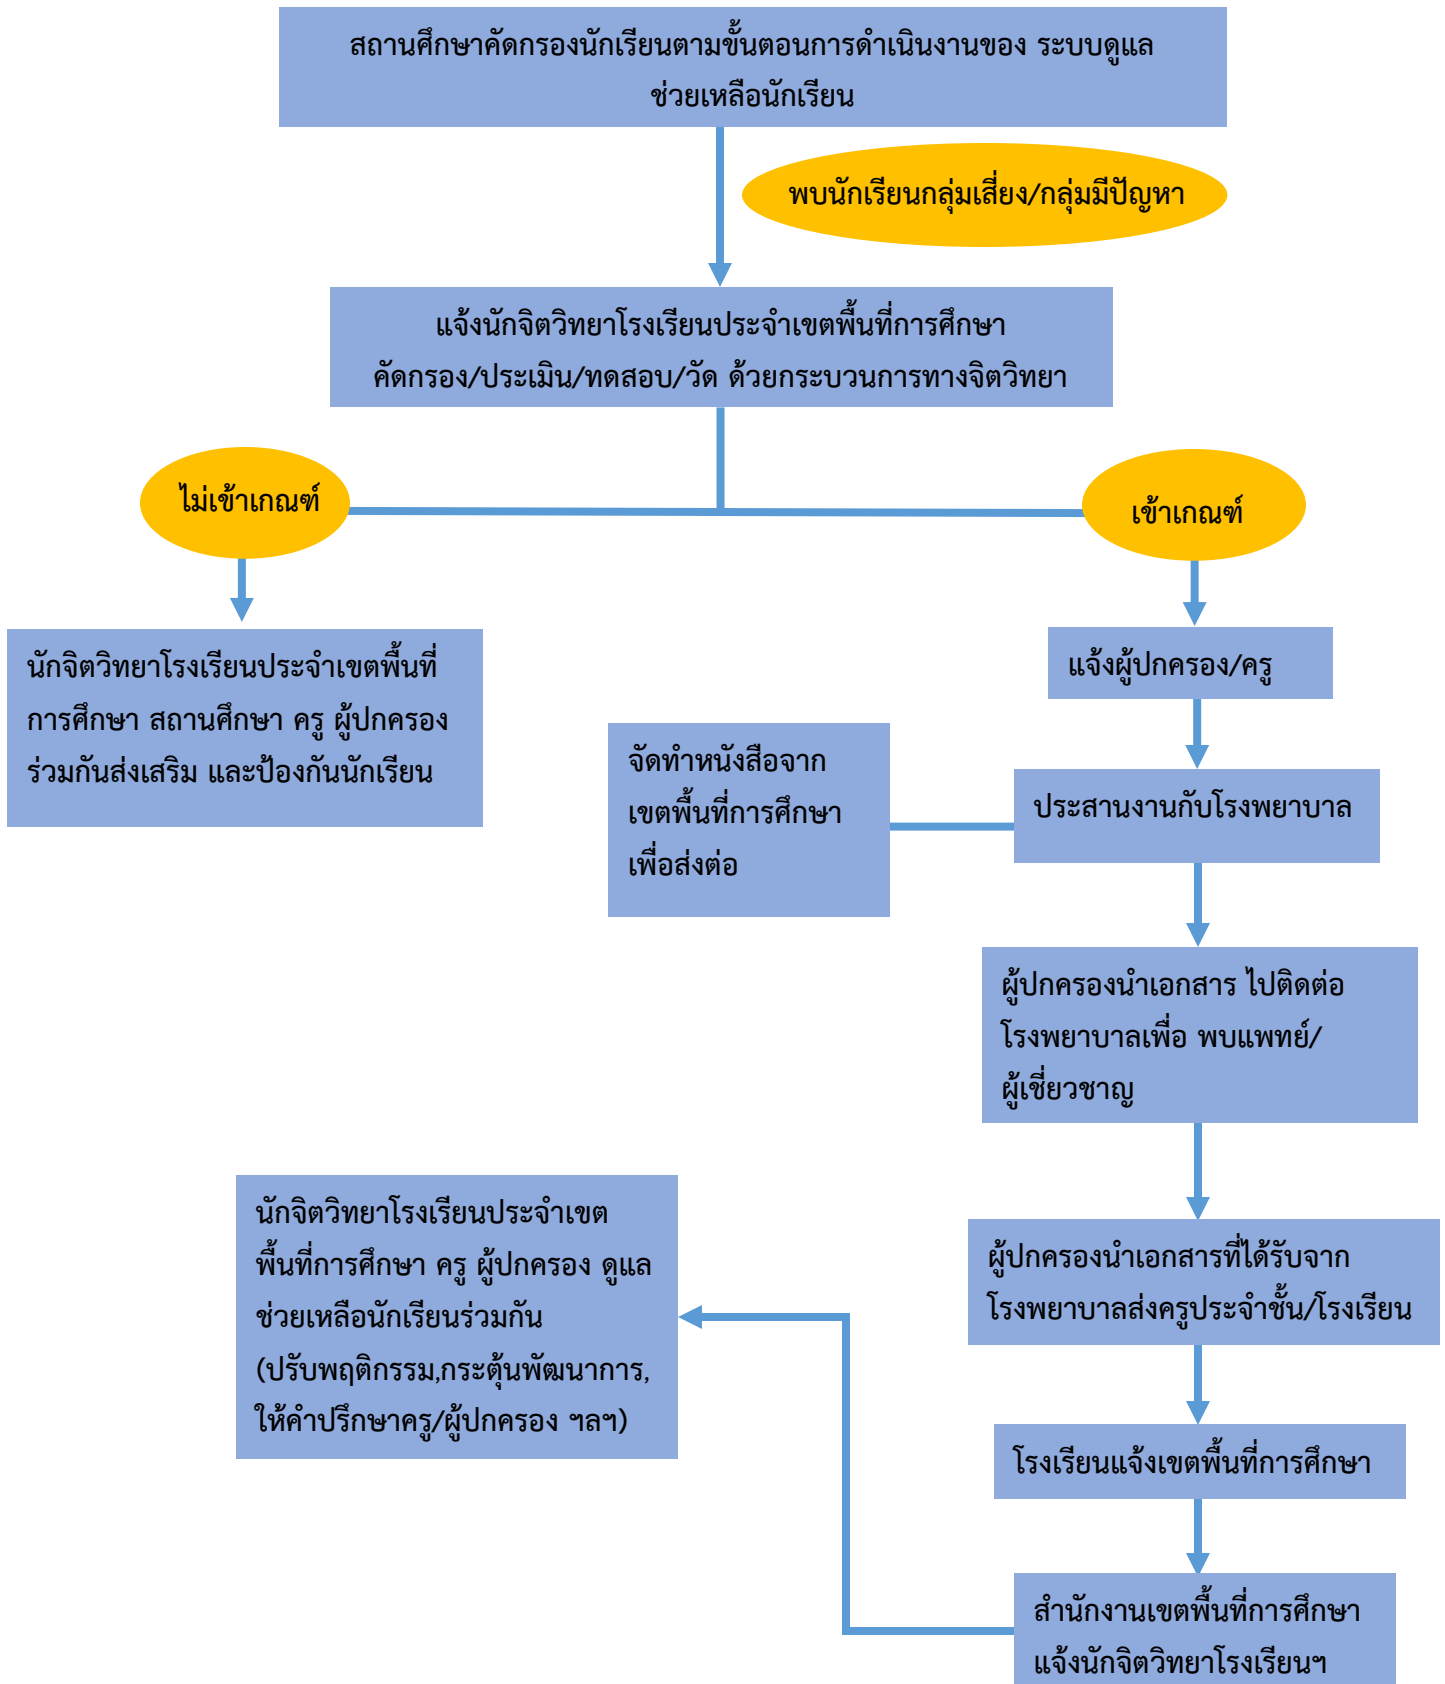 สถานศึกษาคัดกรองนักเรียนตามขั้นตอนการดำเนินงานของ ระบบดูแล
ช่วยเหลือนักเรียน
พบนักเรียนกลุ่มเสี่ยง/กลุ่มมีปัญหา
แจ้งนักจิตวิทยาโรงเรียนประจำเขตพื้นที่การศึกษา
คัดกรอง/ประเมิน/ทดสอบ/วัด ด้วยกระบวนการทางจิตวิทยา
ไม่เข้าเกณฑ์
เข้าเกณฑ์
นักจิตวิทยาโรงเรียนประจำเขตพื้นที่
การศึกษา สถานศึกษา ครู ผู้ปกครอง
ร่วมกันส่งเสริม และป้องกันนักเรียน
แจ้งผู้ปกครอง/ครู
จัดทำหนังสือจาก
เขตพื้นที่การศึกษา
เพื่อส่งต่อ
ประสานงานกับโรงพยาบาล
ผู้ปกครองนำเอกสาร ไปติดต่อ
โรงพยาบาลเพื่อ พบแพทย์/
ผู้เชี่ยวชาญ
ผู้ปกครองนำเอกสารที่ได้รับจาก
โรงพยาบาลส่งครูประจำชั้น/โรงเรียน
โรงเรียนแจ้งเขตพื้นที่การศึกษา
สำนักงานเขตพื้นที่การศึกษา
แจ้งนักจิตวิทยาโรงเรียนฯ
นักจิตวิทยาโรงเรียนประจำเขต
พื้นที่การศึกษา ครู ผู้ปกครอง ดูแล
ช่วยเหลือนักเรียนร่วมกัน
(ปรับพฤติกรรม,กระตุ้นพัฒนาการ,
ให้คำปรึกษาครู/ผู้ปกครอง ฯลฯ)